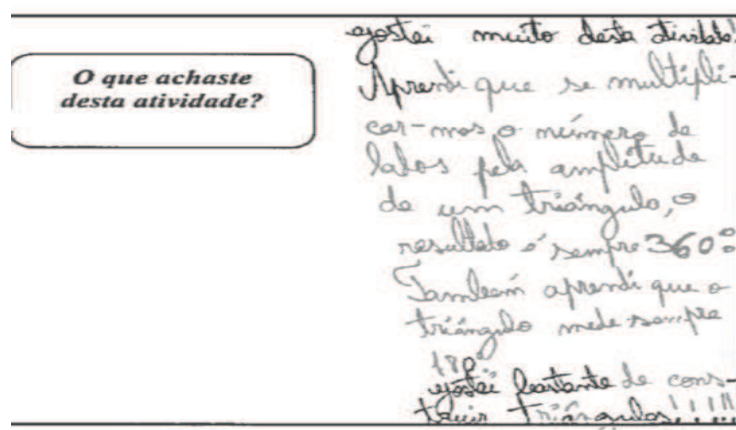 O que achaste
desta atividade?
gostei muito desta atividade!
Aprendi que se multipli-
car-mos o número de
lados pela amplitude
de um triângulo, o
resultado é sempre 360º.
Também aprendi que o
triângulo mede sempre
180º
gostei bastante de cons-
truir triângulos!!!!!